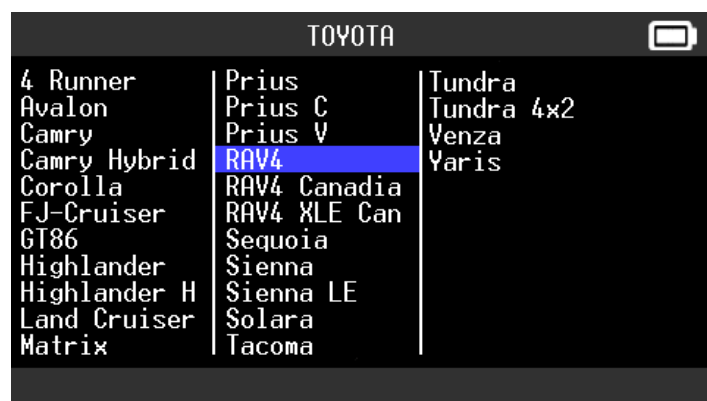 TOYOTA
4 Runner
Avalon
Camry
Camry Hybrid
Corolla
FJ-Cruiser
GT86
Highlander
Highlander H
Land Cruiser
Matrix
Prius
Prius C
Prius V
RAV4
RAV4 Canadia
RAV4 XLE Can
Sequoia
Sienna
Sienna LE
Solara
Tacoma
Tundra
Tundra 4x2
Venza
Yaris